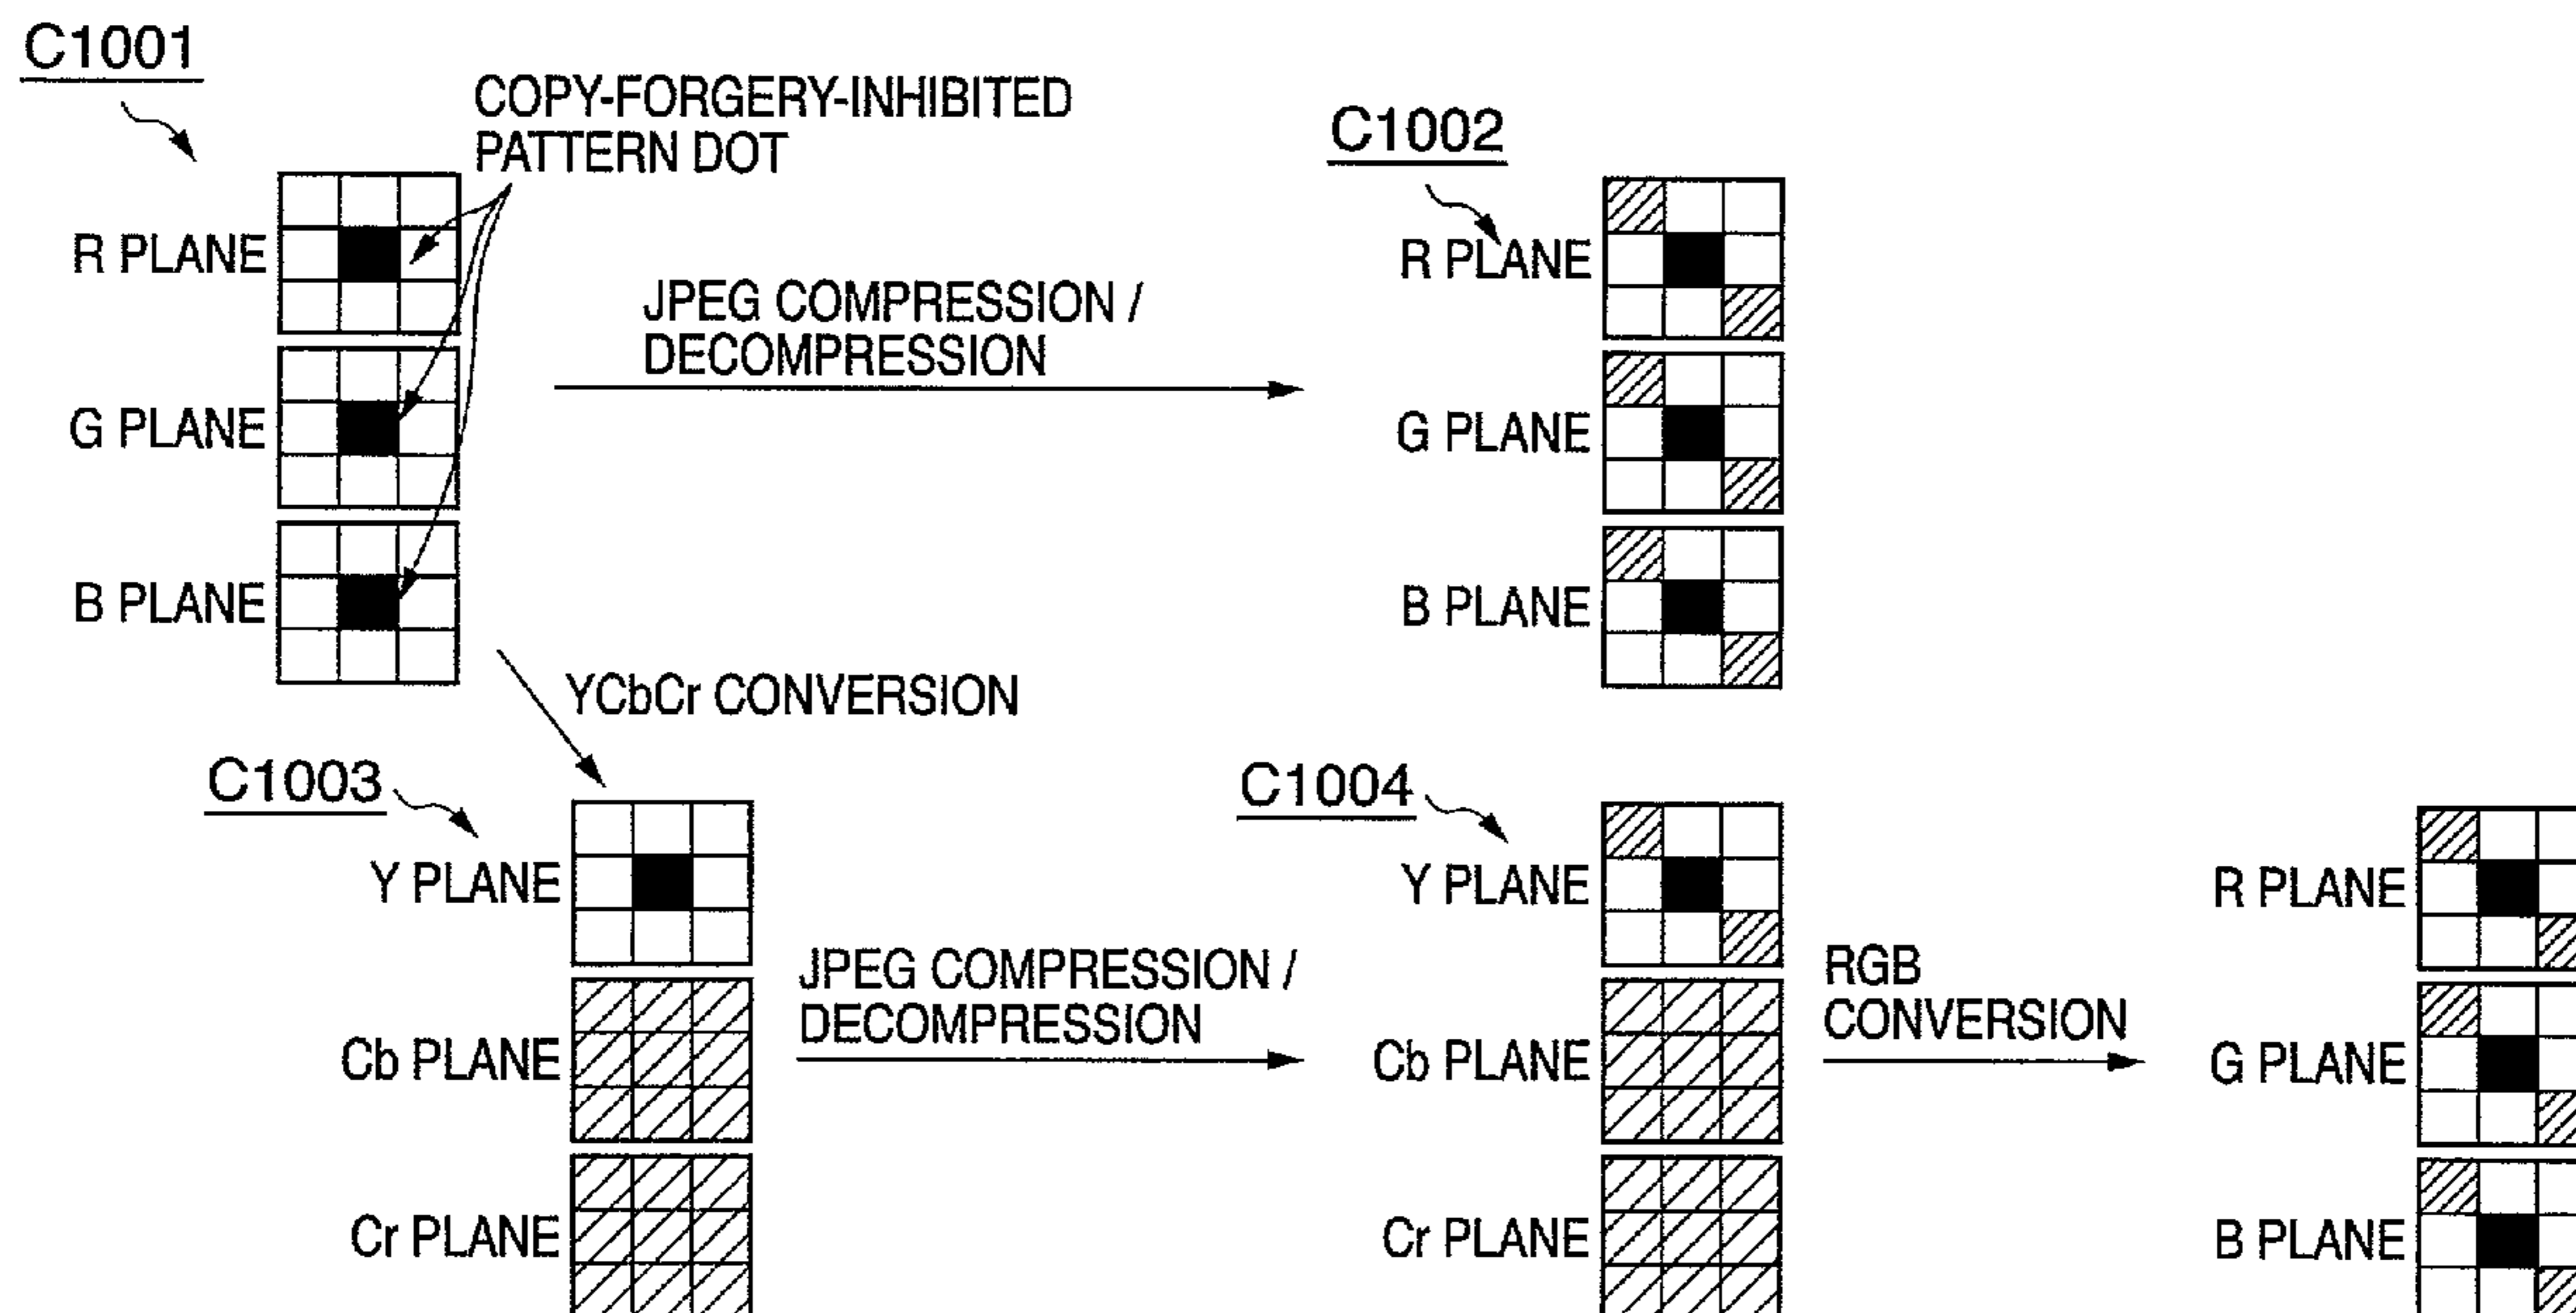 C1001
COPY-FORGERY-INHIBITED
PATTERN DOT
R PLANE
G PLANE
B PLANE
JPEG COMPRESSION /
DECOMPRESSION
C1002
R PLANE
G PLANE
B PLANE
YCbCr CONVERSION
C1003
Y PLANE
Cb PLANE
Cr PLANE
JPEG COMPRESSION /
DECOMPRESSION
C1004
Y PLANE
Cb PLANE
Cr PLANE
RGB
CONVERSION
R PLANE
G PLANE
B PLANE